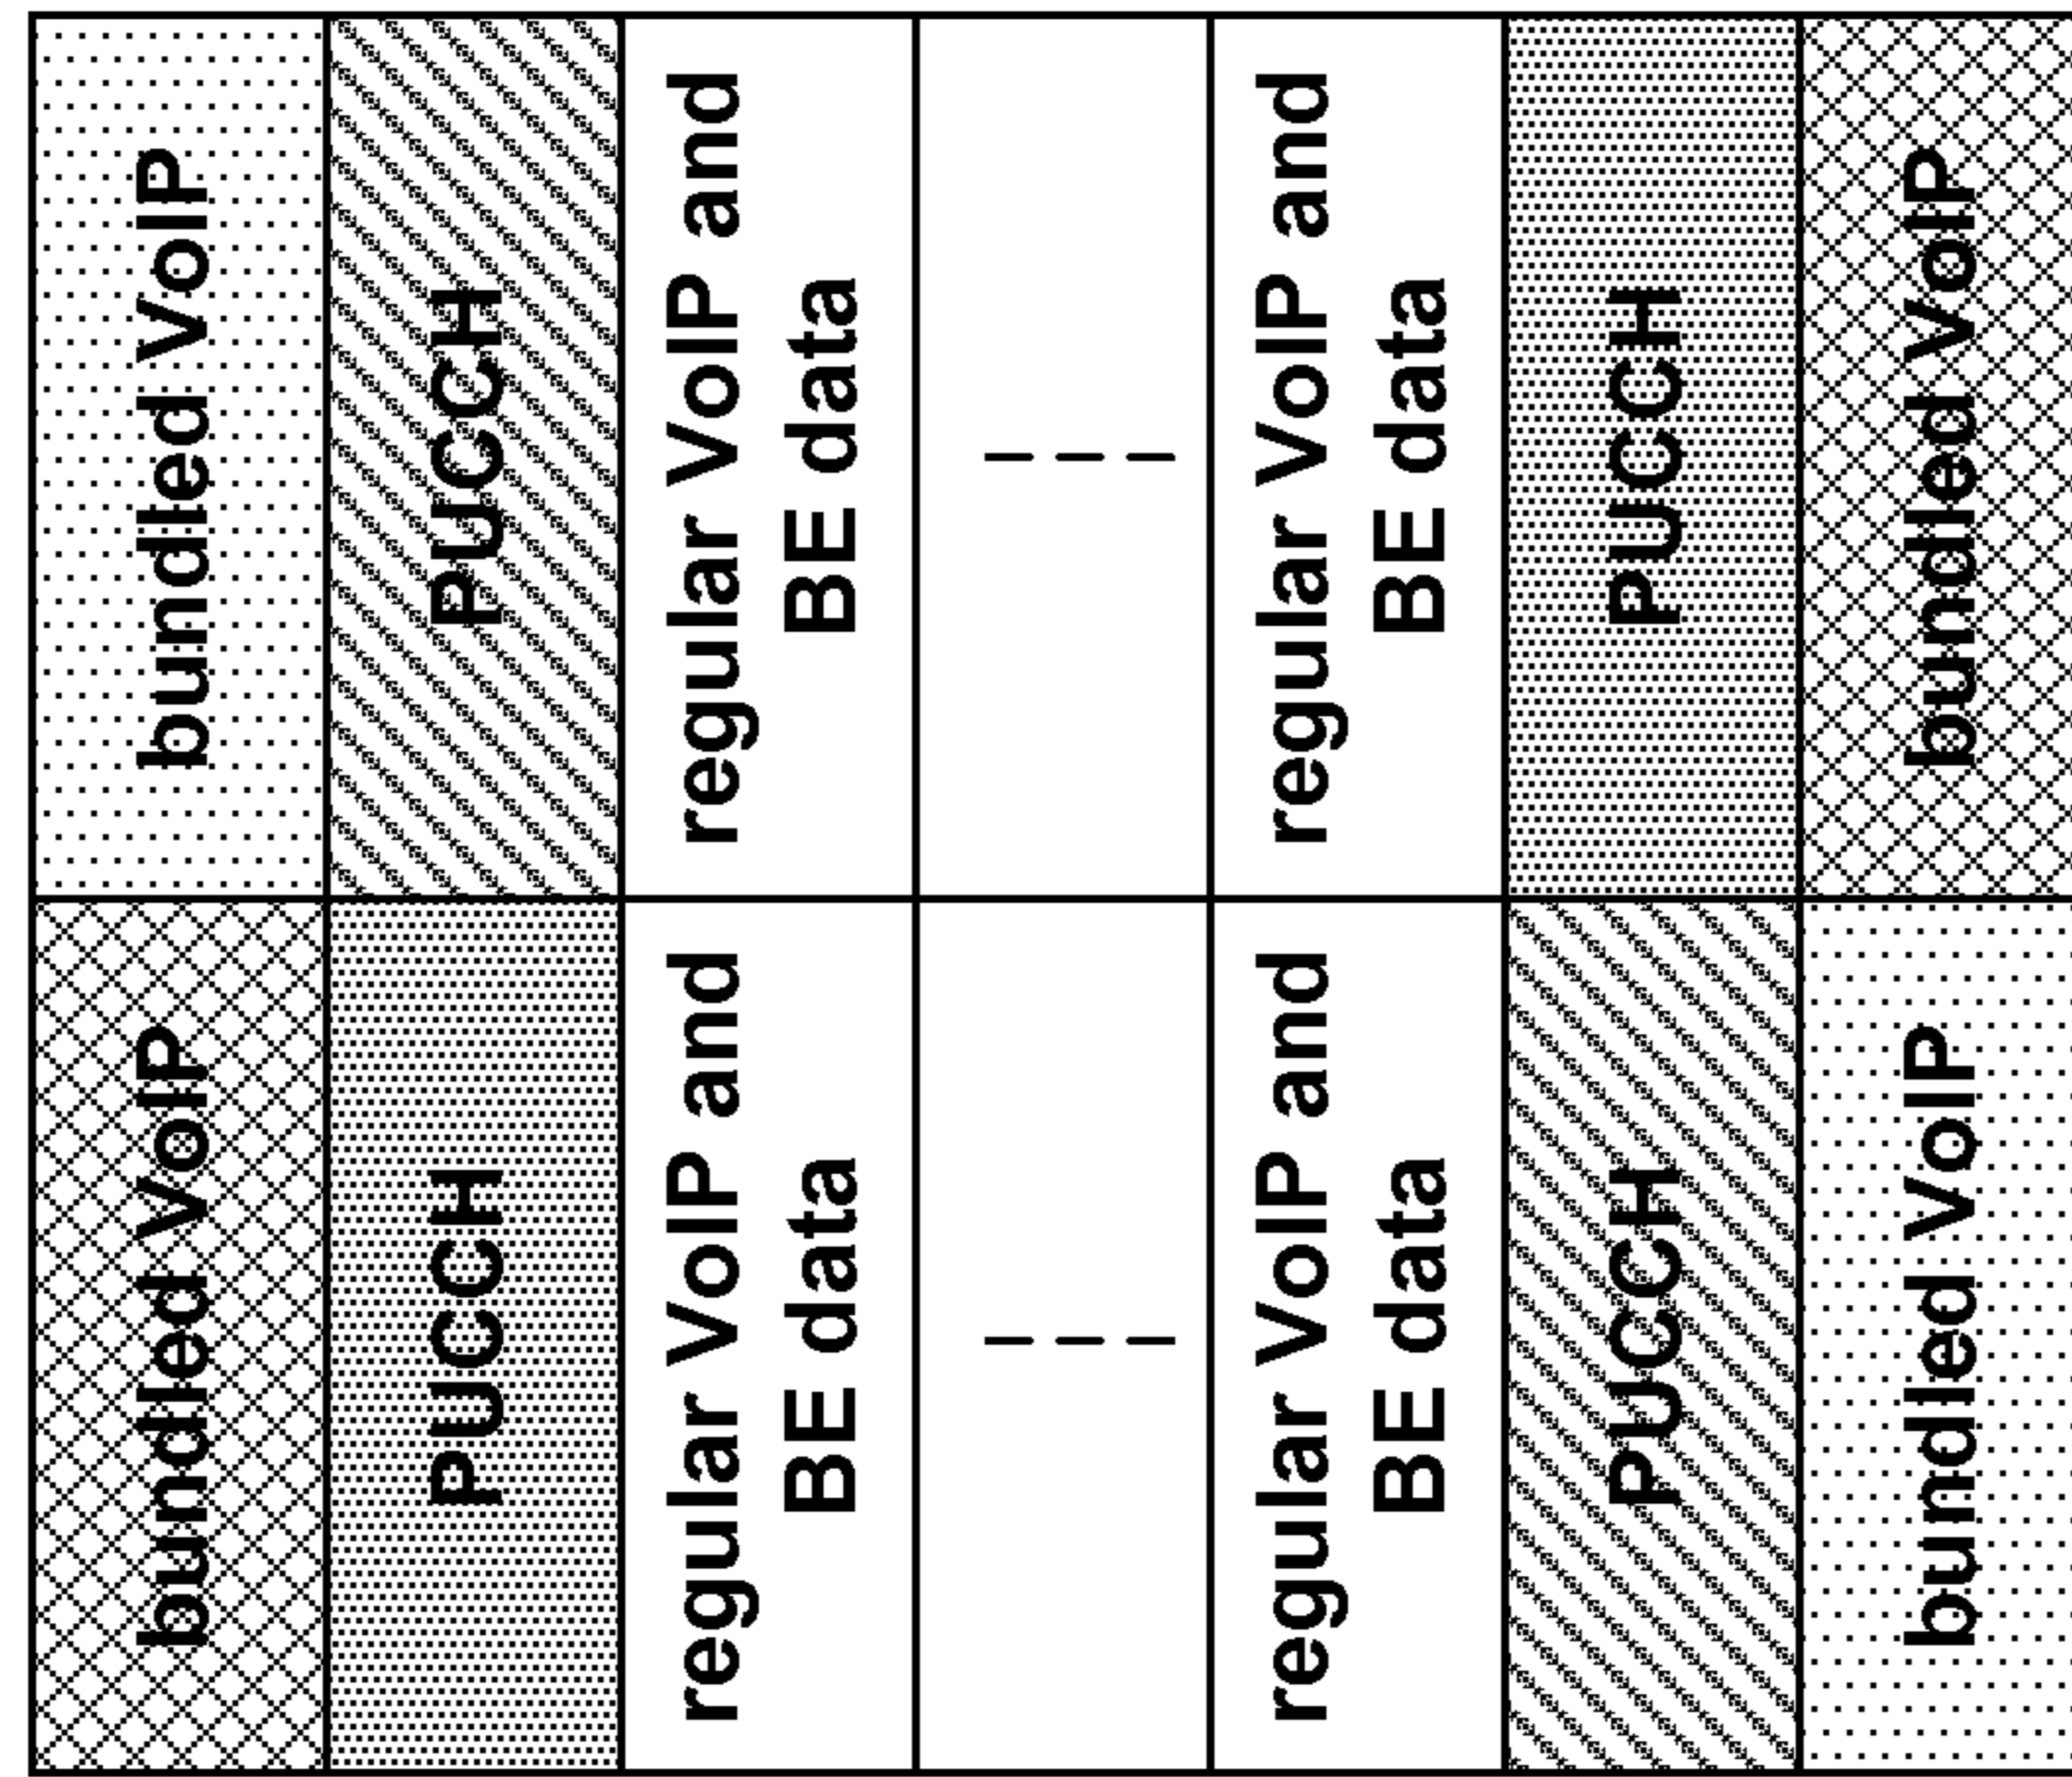 bundled VoIP
bundled VoIP
PUCCH
PUCCH
regular VoIP and
BE data
regular VoIP and
BE data
regular VoIP and
BE data
regular VoIP and
BE data
PUCCH
PUCCH
bundled VoIP
bundled VoIP